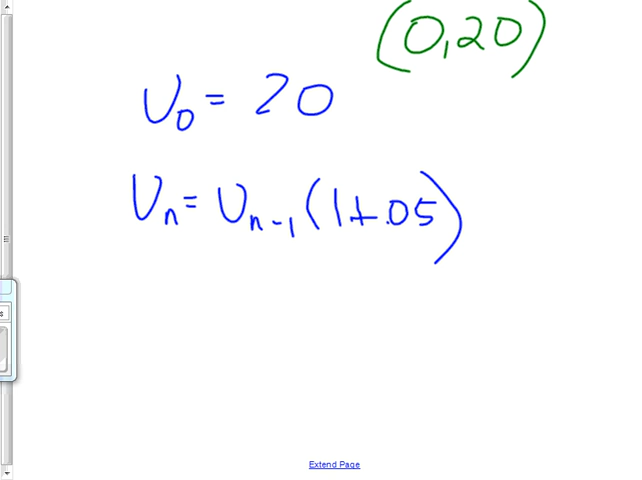 (0,20)
U₀ = 20
Uₙ = Uₙ₋₁ (1+.05)
s
Extend Page